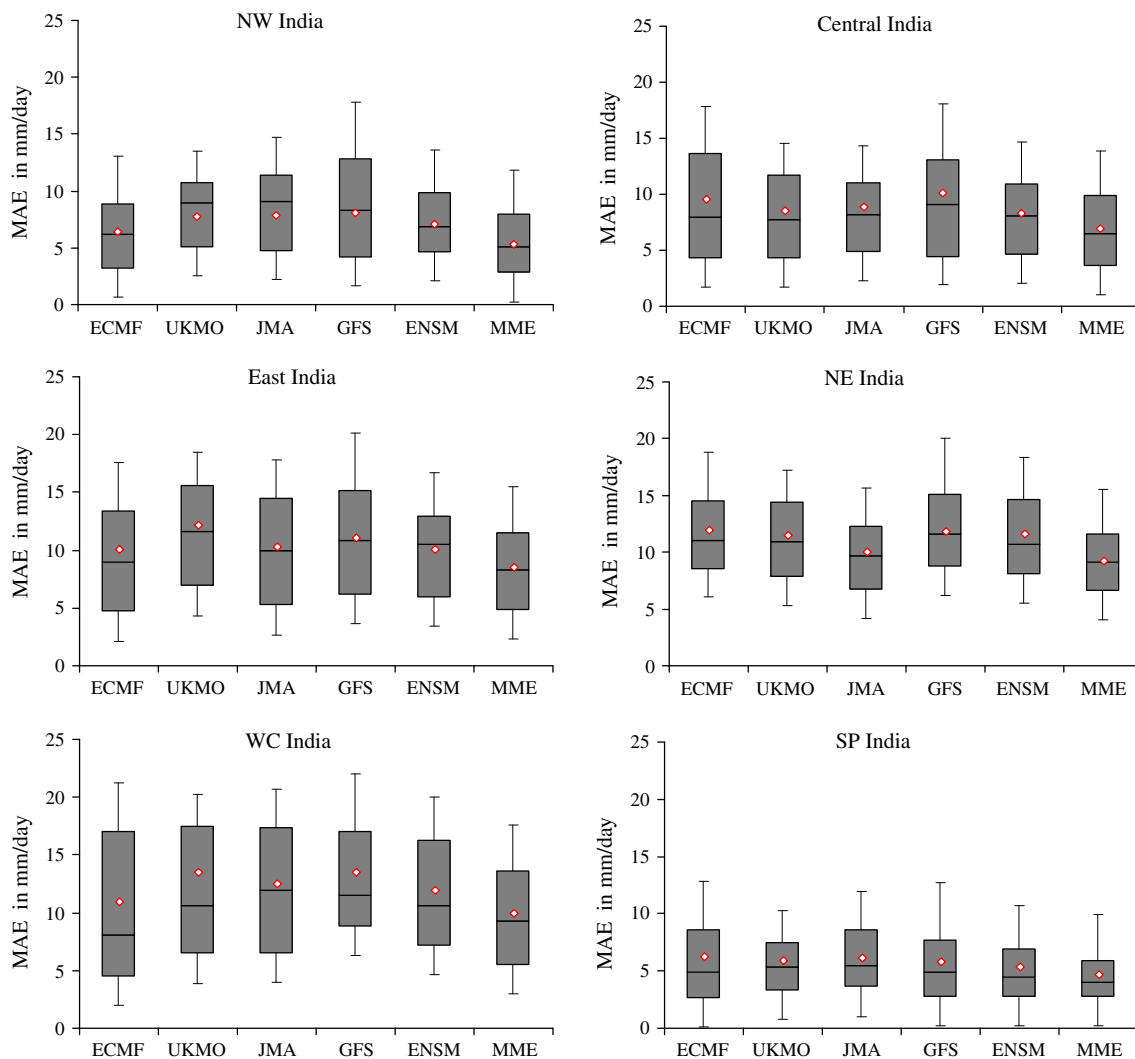 NW India
25
20
15
10
5
0
MAE in mm/day
ECMF UKMO JMA GFS ENSM MME
Central India
25
20
15
10
5
0
MAE in mm/day
ECMF UKMO JMA GFS ENSM MME
East India
25
20
15
10
5
0
MAE in mm/day
ECMF UKMO JMA GFS ENSM MME
NE India
25
20
15
10
5
0
MAE in mm/day
ECMF UKMO JMA GFS ENSM MME
WC India
25
20
15
10
5
0
MAE in mm/day
ECMF UKMO JMA GFS ENSM MME
SP India
25
20
15
10
5
0
MAE in mm/day
ECMF UKMO JMA GFS ENSM MME